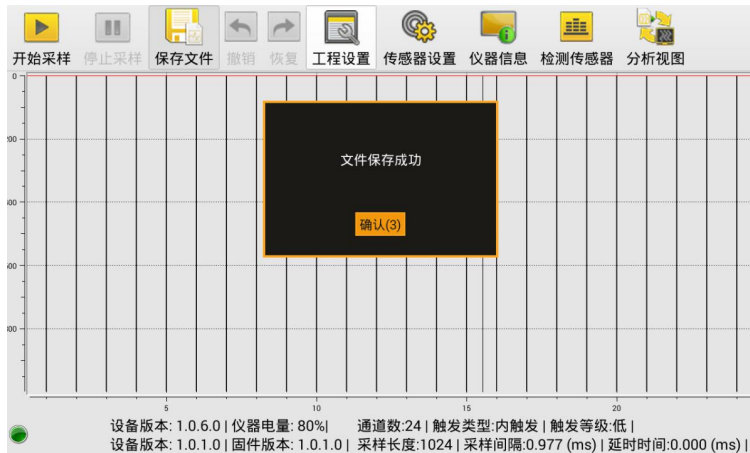 开始采样 停止采样 保存文件 撤销 恢复 工程设置 传感器设置 仪器信息 检测传感器 分析视图
0
200
400
600
800
文件保存成功
确认(3)
5 10 15 20
设备版本: 1.0.6.0 | 仪器电量: 80%| 通道数:24 | 触发类型:内触发 | 触发等级:低 |
设备版本: 1.0.1.0 | 固件版本: 1.0.1.0 | 采样长度:1024 | 采样间隔:0.977 (ms) | 延时时间:0.000 (ms) |